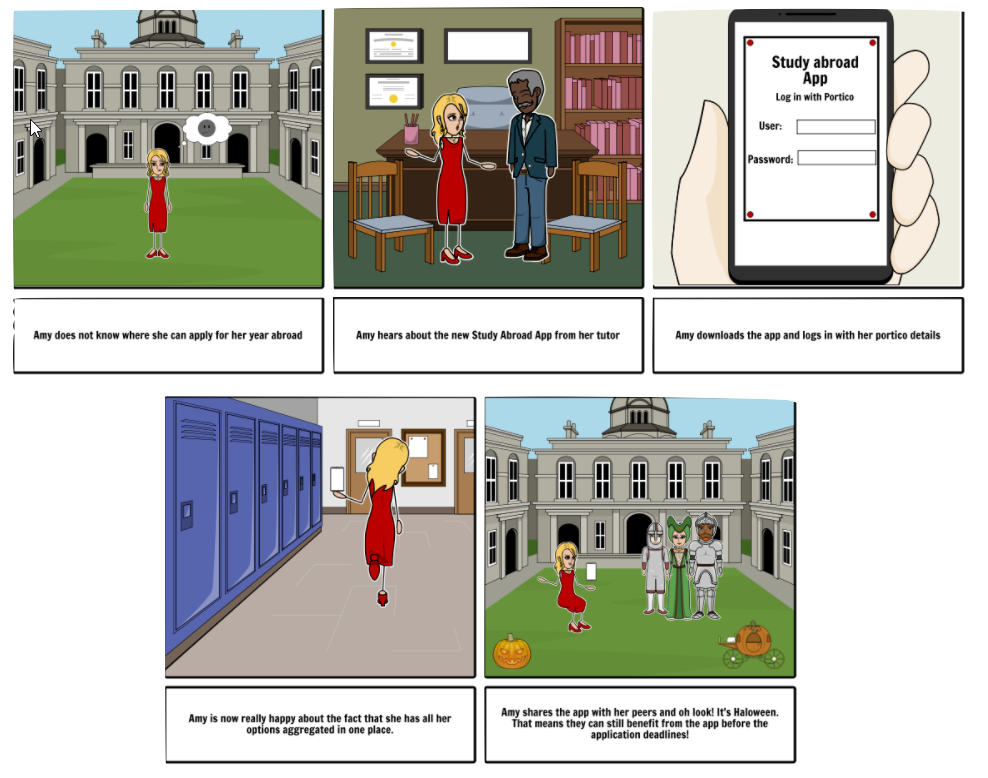 Study abroad
App
Log in with Portico
User:
Password:
Amy does not know where she can apply for her year abroad
Amy hears about the new Study Abroad App from her tutor
Amy downloads the app and logs in with her portico details
Amy is now really happy about the fact that she has all her
options aggregated in one place.
Amy shares the app with her peers and oh look! It's Haloween.
That means they can still benefit from the app before the
application deadlines!